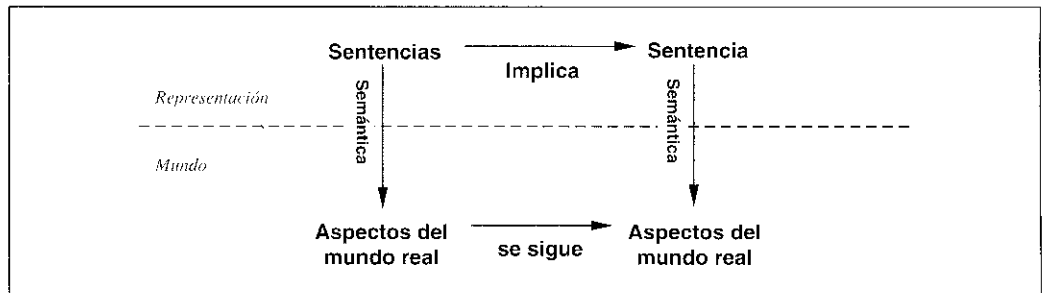 Sentencias
Sentencia
Implica
Representación
Semántica
Semántica
Mundo
Aspectos del
mundo real
se sigue
Aspectos del
mundo real